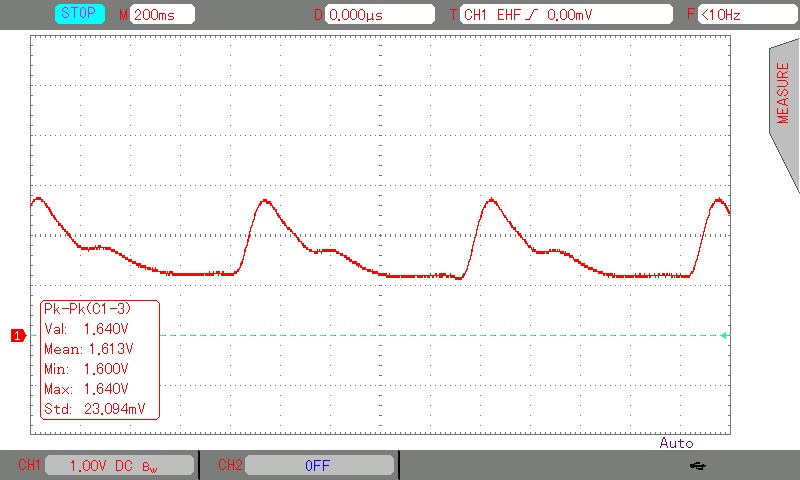 STOP M 200ms D 0.000µs T CH1 EHF 0.00mV F <10Hz
MEASURE
1
Pk-Pk(C1-3)
Val: 1.640V
Mean: 1.613V
Min: 1.600V
Max: 1.640V
Std: 23.094mV
Auto
CH1 1.00V DC Bw CH2 OFF